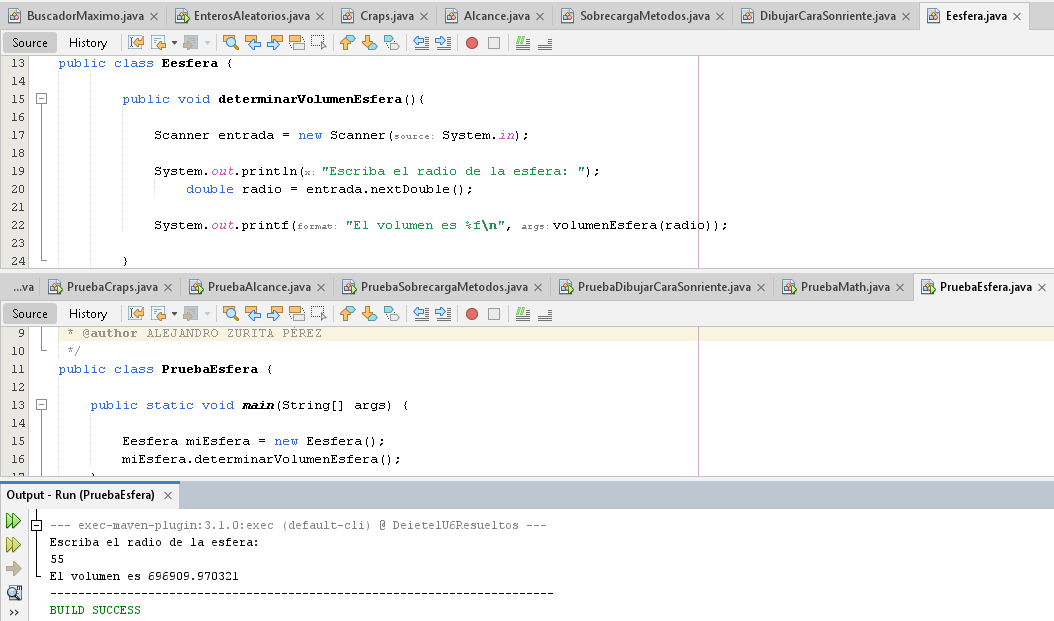 BuscadorMaximo.java EnterosAleatorios.java Craps.java Alcance.java SobrecargaMetodos.java DibujarCaraSonriente.java Eesfera.java
Source History
13 public class Eesfera {
14
15 public void determinarVolumenEsfera(){
16
17 Scanner entrada = new Scanner(source: System.in);
18
19 System.out.println(x: "Escriba el radio de la esfera: ");
20 double radio = entrada.nextDouble();
21
22 System.out.printf(format: "El volumen es %f\n", args: volumenEsfera(radio));
23
24 }
...va PruebaCraps.java PruebaAlcance.java PruebaSobrecargaMetodos.java PruebaDibujarCaraSonriente.java PruebaMath.java PruebaEsfera.java
Source History
9 * @author ALEJANDRO ZURITA PÉREZ
10 */
11 public class PruebaEsfera {
12
13 public static void main(String[] args) {
14
15 Eesfera miEsfera = new Eesfera();
16 miEsfera.determinarVolumenEsfera();
Output - Run (PruebaEsfera)
--- exec-maven-plugin:3.1.0:exec (default-cli) @ DeietelU6Resueltos ---
Escriba el radio de la esfera:
55
El volumen es 696909.970321
------------------------------------------------------------------------
BUILD SUCCESS